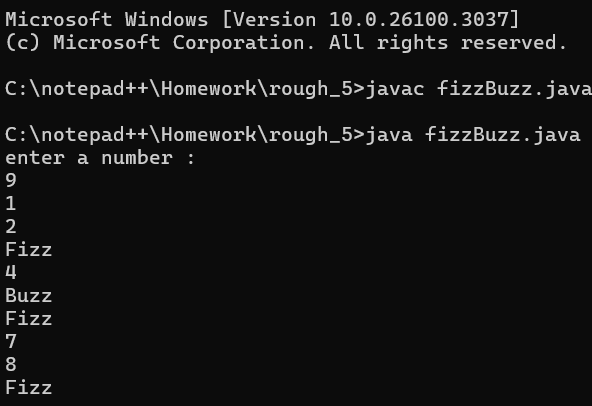 Microsoft Windows [Version 10.0.26100.3037]
(c) Microsoft Corporation. All rights reserved.
C:\notepad++\Homework\rough_5>javac fizzBuzz.java
C:\notepad++\Homework\rough_5>java fizzBuzz.java
enter a number :
9
1
2
Fizz
4
Buzz
Fizz
7
8
Fizz